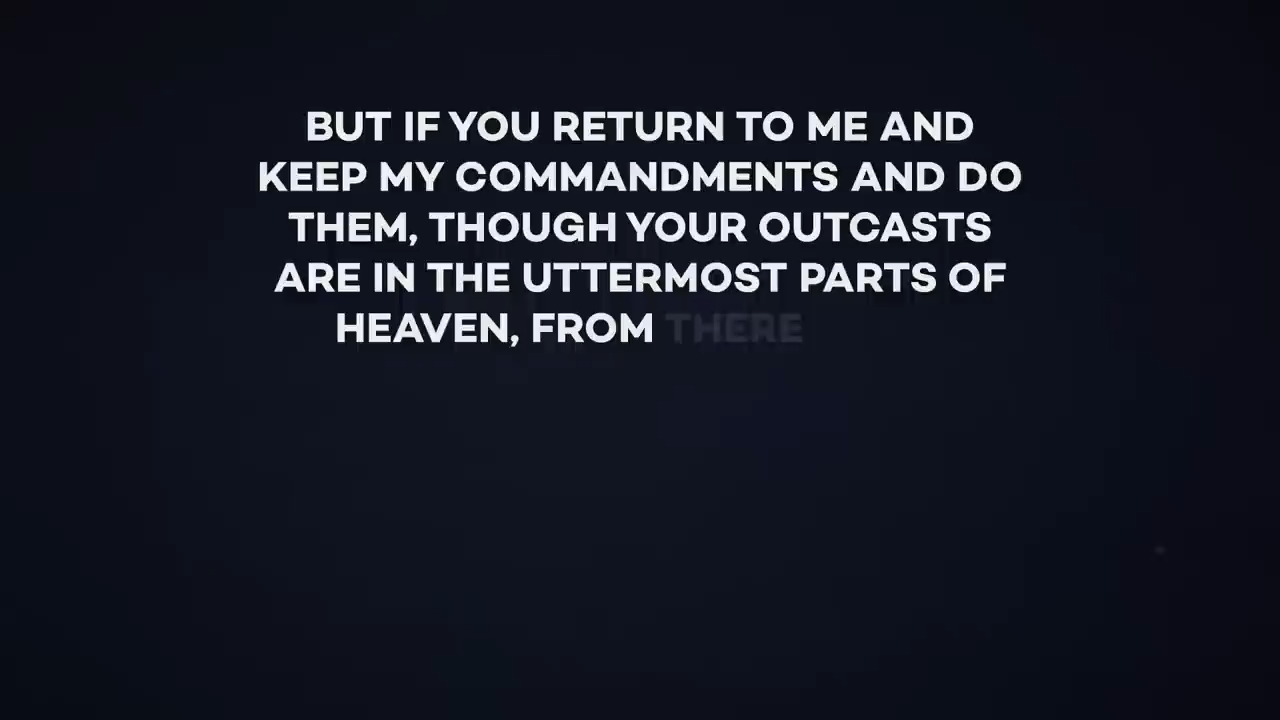 BUT IF YOU RETURN TO ME AND
KEEP MY COMMANDMENTS AND DO
THEM, THOUGH YOUR OUTCASTS
ARE IN THE UTTERMOST PARTS OF
HEAVEN, FROM THERE